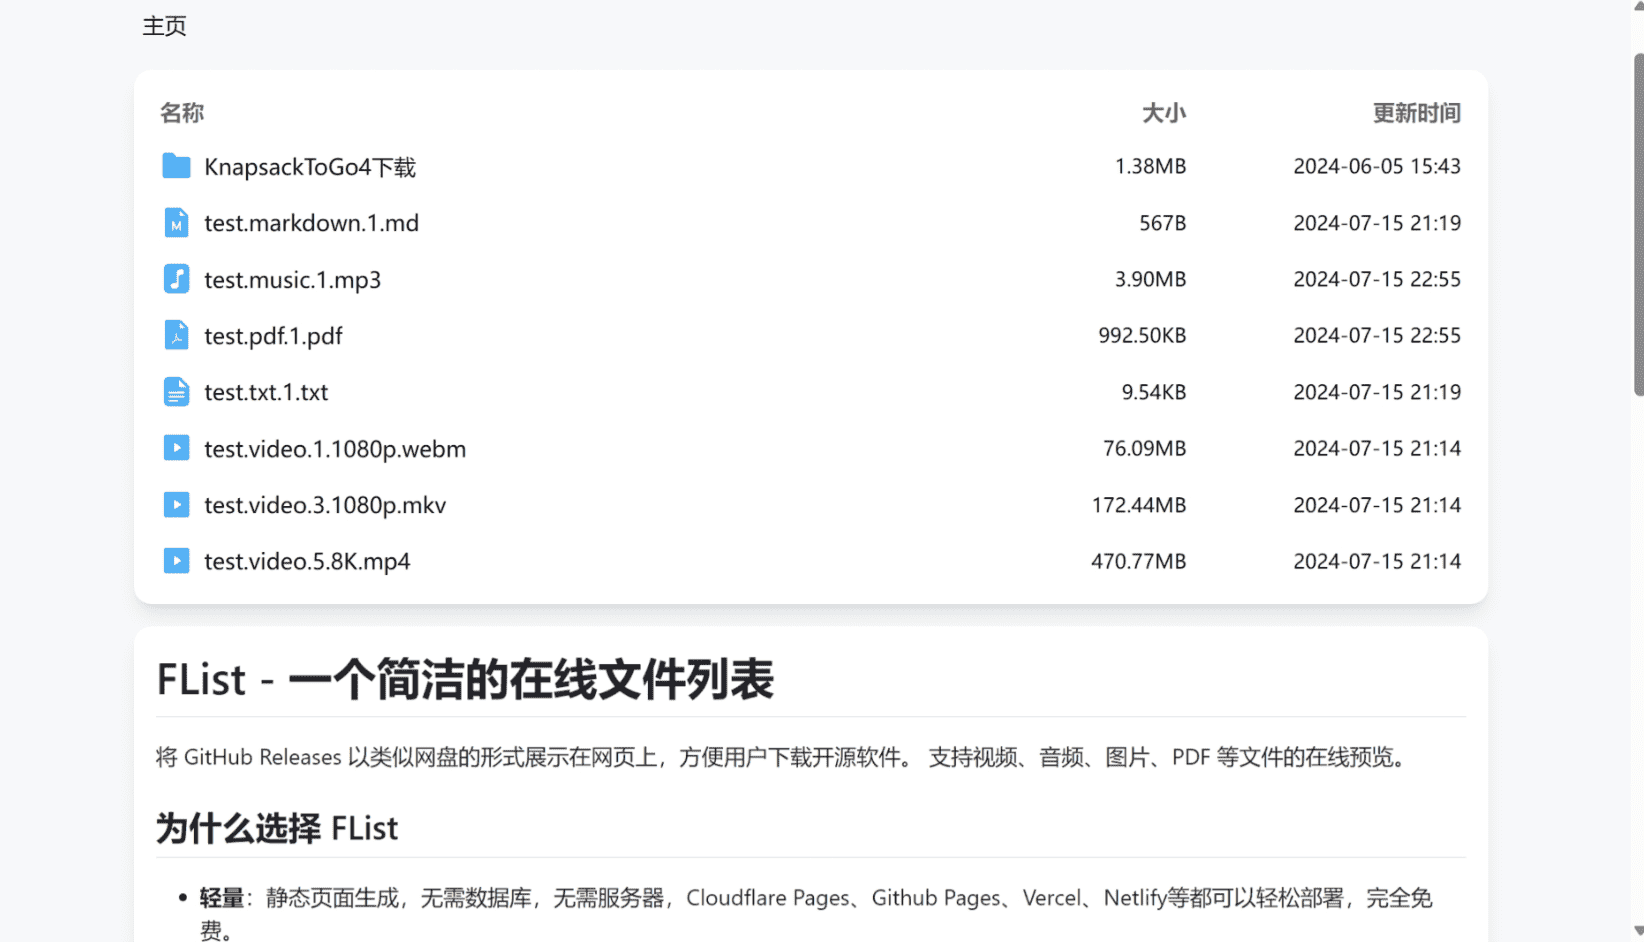 主页
名称 大小 更新时间
KnapsackToGo4下载 1.38MB 2024-06-05 15:43
test.markdown.1.md 567B 2024-07-15 21:19
test.music.1.mp3 3.90MB 2024-07-15 22:55
test.pdf.1.pdf 992.50KB 2024-07-15 22:55
test.txt.1.txt 9.54KB 2024-07-15 21:19
test.video.1.1080p.webm 76.09MB 2024-07-15 21:14
test.video.3.1080p.mkv 172.44MB 2024-07-15 21:14
test.video.5.8K.mp4 470.77MB 2024-07-15 21:14
FList - 一个简洁的在线文件列表
将 GitHub Releases 以类似网盘的形式展示在网页上，方便用户下载开源软件。 支持视频、音频、图片、PDF 等文件的在线预览。
为什么选择 FList
• 轻量：静态页面生成，无需数据库，无需服务器，Cloudflare Pages、Github Pages、Vercel、Netlify等都可以轻松部署，完全免
费。